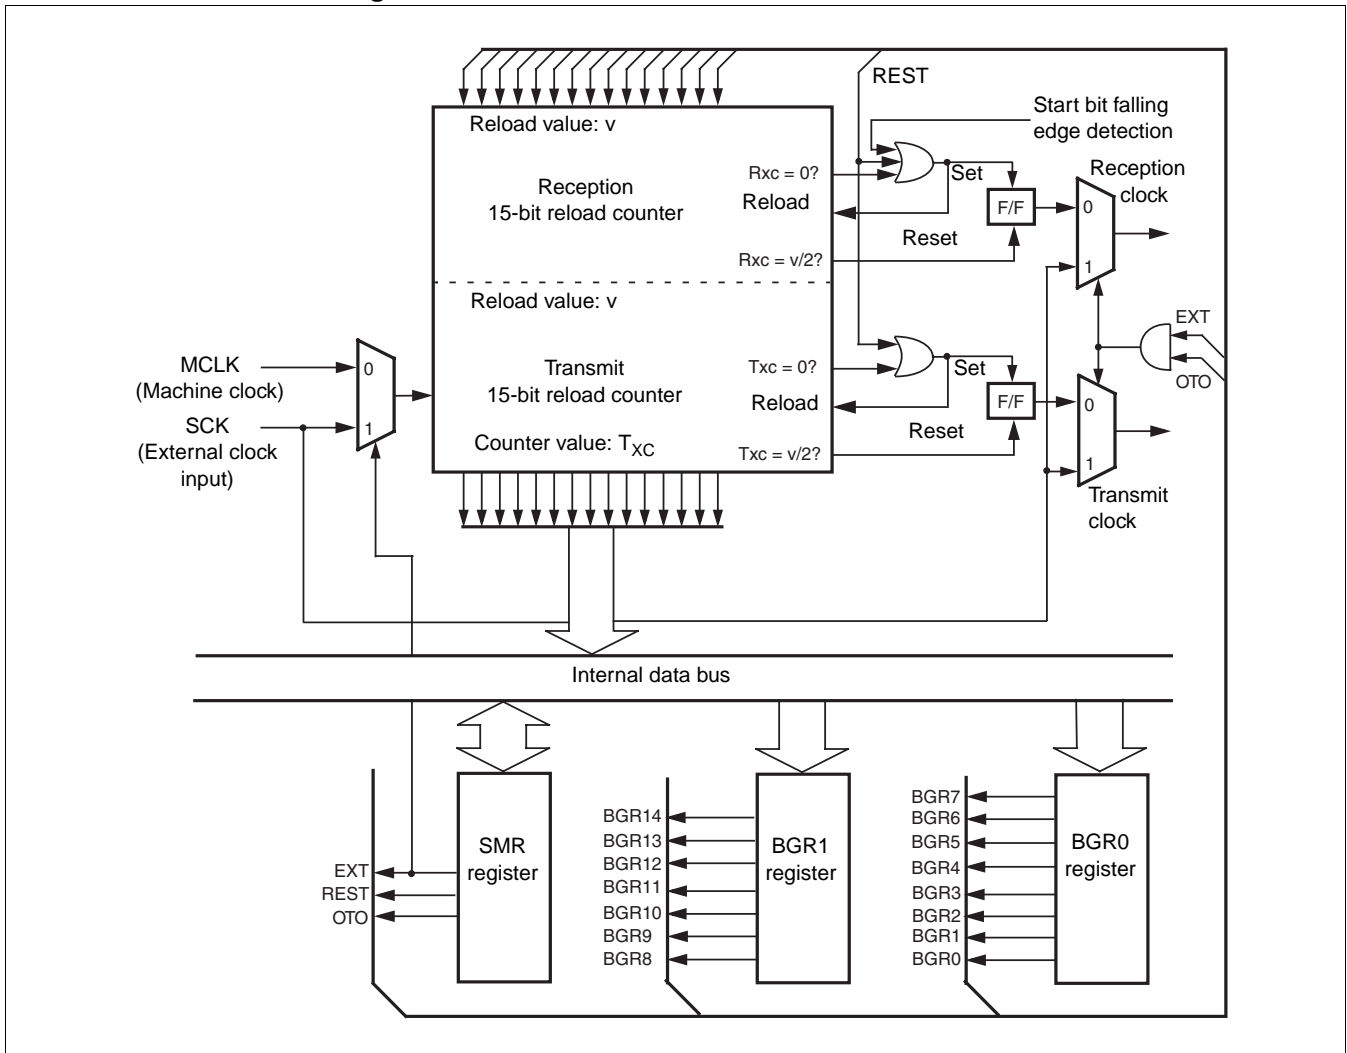 REST
Start bit falling
edge detection
Reload value: v
Rxc = 0?
Set
Reception
clock
Reception
15-bit reload counter
Reload
F/F
0
Reset
Rxc = v/2?
1
Reload value: v
EXT
OTO
MCLK
(Machine clock)
0
SCK
(External clock
input)
1
Transmit
15-bit reload counter
Txc = 0?
Set
Reload
F/F
0
Reset
Counter value: TXC
Txc = v/2?
1
Transmit
clock
Internal data bus
EXT
REST
OTO
SMR
register
BGR14
BGR13
BGR12
BGR11
BGR10
BGR9
BGR8
BGR1
register
BGR7
BGR6
BGR5
BGR4
BGR3
BGR2
BGR1
BGR0
BGR0
register